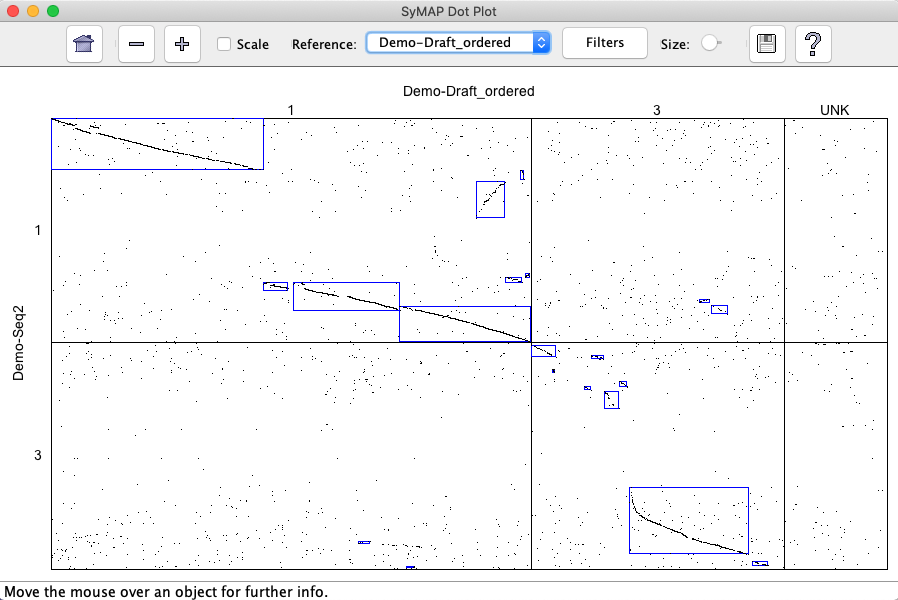 SyMAP Dot Plot
Scale Reference: Demo-Draft_ordered Filters Size: ?
Demo-Draft_ordered
1 3 UNK
1
Demo-Seq2
3
Move the mouse over an object for further info.